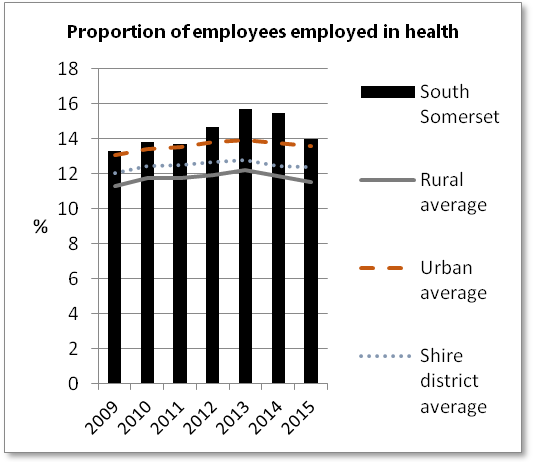 Proportion of employees employed in health
18
16
14
12
10
8
6
4
2
0
%
2009
2010
2011
2012
2013
2014
2015
South
Somerset
Rural
average
Urban
average
Shire
district
average